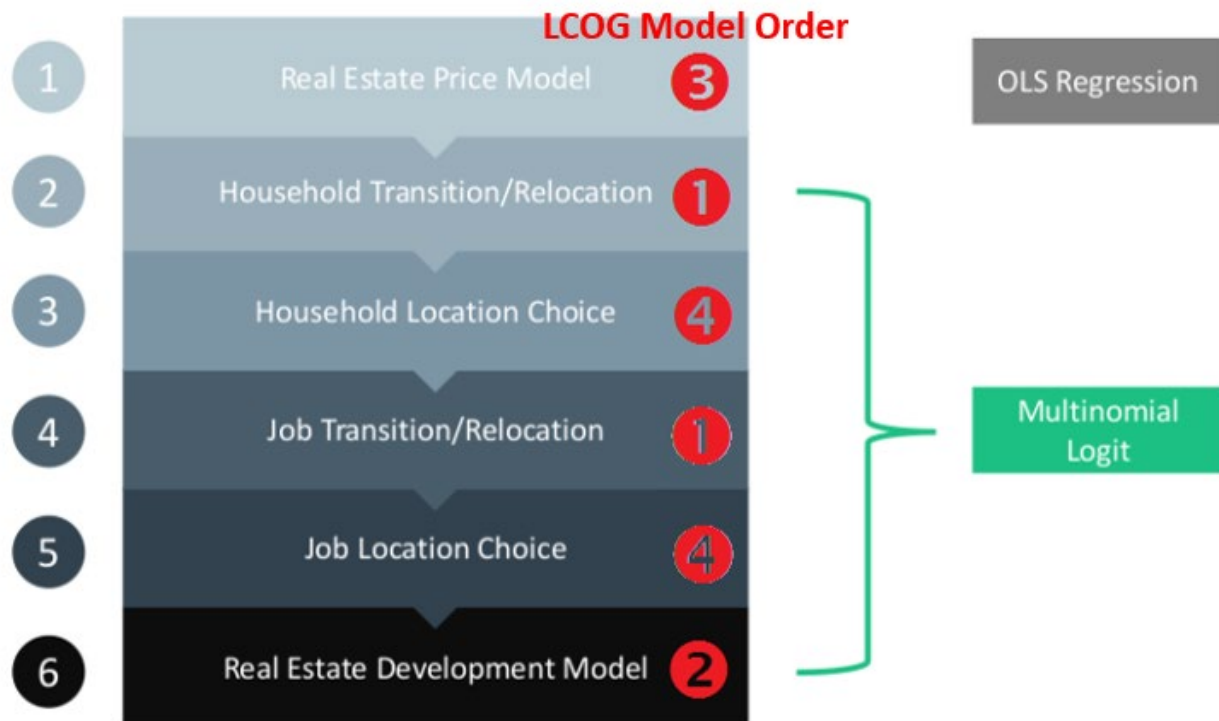 LCOG Model Order
1
Real Estate Price Model
3
OLS Regression
2
Household Transition/Relocation
1
3
Household Location Choice
4
4
Job Transition/Relocation
1
Multinomial
Logit
5
Job Location Choice
4
6
Real Estate Development Model
2